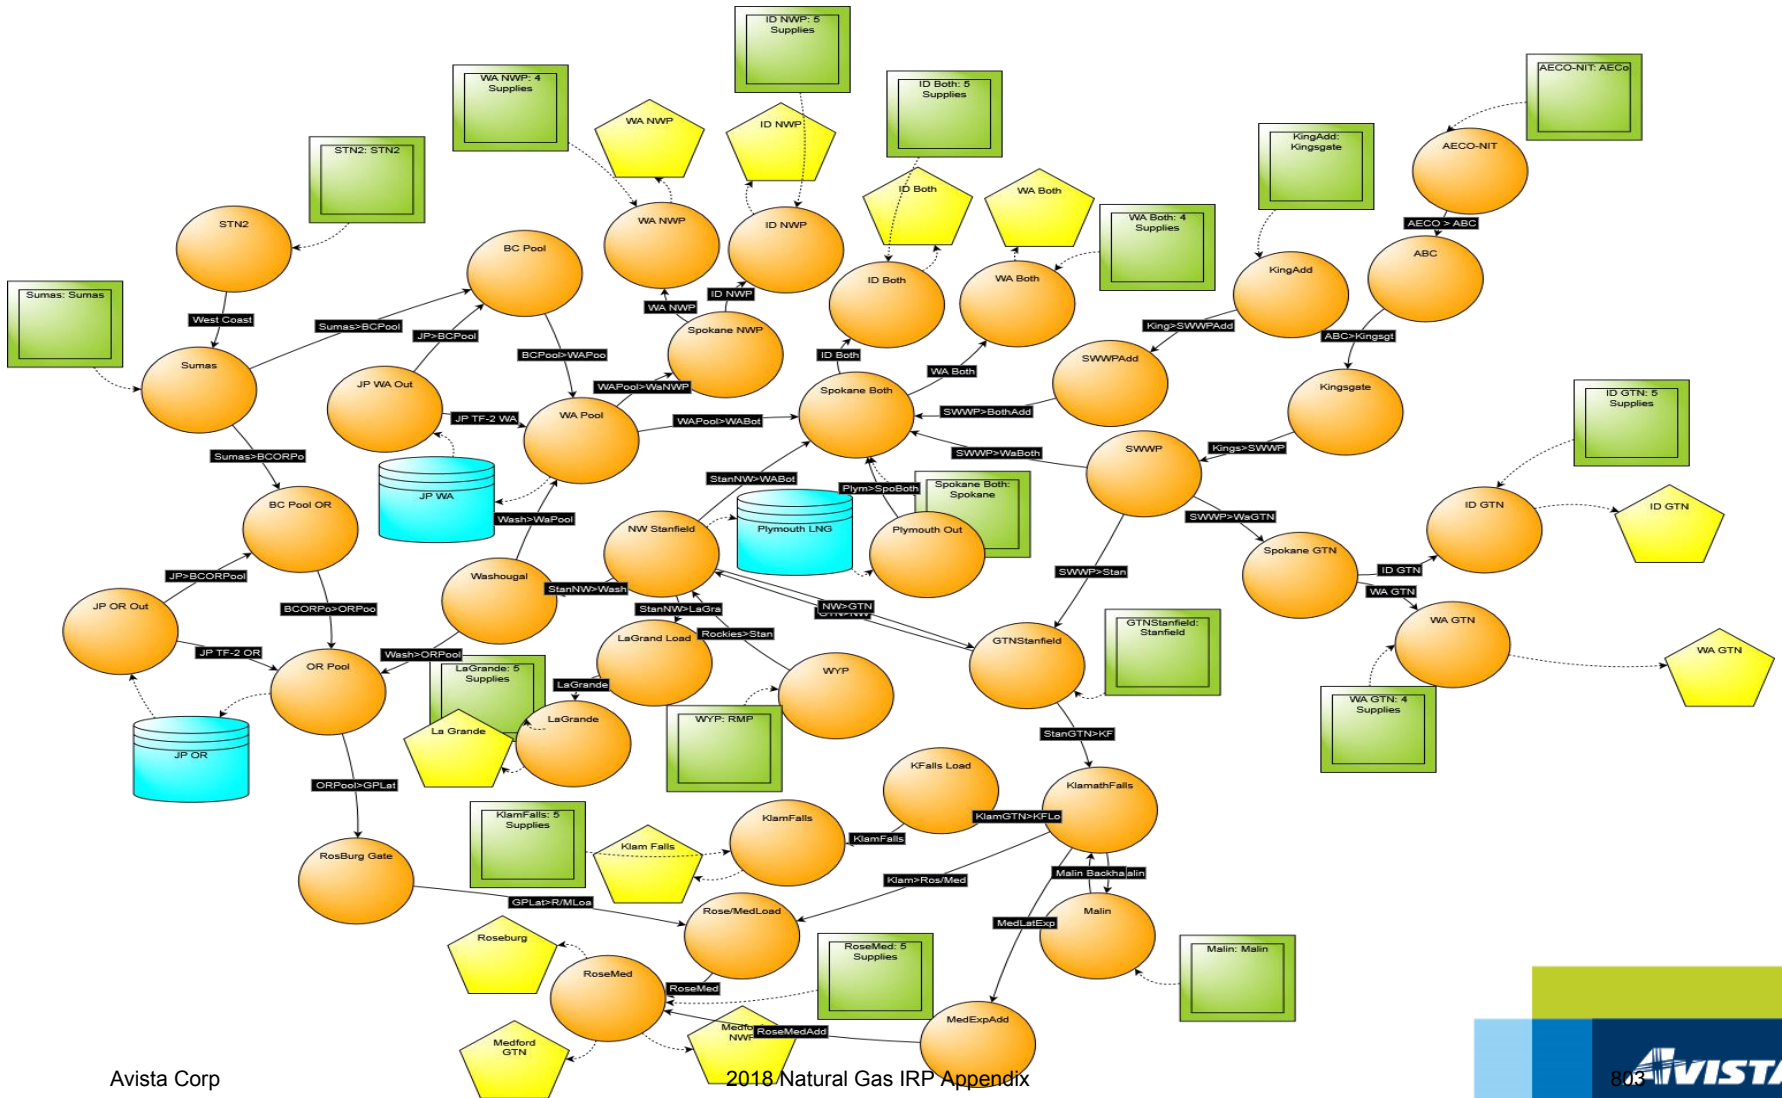 ID NWP: 5
Supplies
WA NWP: 4
Supplies
ID Both: 5
Supplies
AECO-NIT: AECo
STN2: STN2
WA NWP
ID NWP
KingAdd:
Kingsgate
AECO-NIT
ID Both
WA Both
WA Both: 4
Supplies
STN2
WA NWP
ID NWP
AECO > ABC
BC Pool
ABC
ID Both
WA Both
KingAdd
Sumas: Sumas
West Coast
Sumas>BCPool
JP>BCPool
WA NWP
ID NWP
Spokane NWP
King>SWWPAdd
ABC>Kingsgt
BCPool>WAPoo
ID Both
WA Both
SWWPAdd
Sumas
JP WA Out
WAPool>WaNWP
Spokane Both
Kingsgate
ID GTN: 5
Supplies
JP TF-2 WA
WA Pool
WAPool>WABot
SWWP>BothAdd
Sumas>BCORPo
SWWP>WaBoth
SWWP
Kings>SWWP
StanNW>WABot
Plym>SpoBoth
Spokane Both:
Spokane
JP WA
BC Pool OR
Wash>WaPool
NW Stanfield
Plymouth LNG
Plymouth Out
SWWP>WaGTN
ID GTN
ID GTN
Spokane GTN
JP>BCORPool
Washougal
StanNW>Wash
SWWP>Stan
ID GTN
WA GTN
JP OR Out
BCORPo>ORPoo
StanNW>LaGra
NW>GTN
Rockies>Stan
LaGrand Load
GTNStanfield
GTNStanfield:
Stanfield
WA GTN
WA GTN
JP TF-2 OR
OR Pool
Wash>ORPool
LaGrande: 5
Supplies
LaGrande
WYP
WA GTN: 4
Supplies
JP OR
La Grande
LaGrande
WYP: RMP
StanGTN>KF
ORPool>GPLat
KFalls Load
KlamathFalls
KlamFalls: 5
Supplies
KlamFalls
KlamGTN>KFLo
Klam Falls
KlamFalls
RosBurg Gate
Klam>Ros/Med
Malin Backha
alin
GPLat>R/MLoa
Rose/MedLoad
MedLatExp
Malin
Roseburg
RoseMed
RoseMed: 5
Supplies
Malin: Malin
RoseMed
MedExpAdd
Medford
GTN
NWP
RoseMedAdd
Avista Corp
2018 Natural Gas IRP Appendix
803
AVISTA